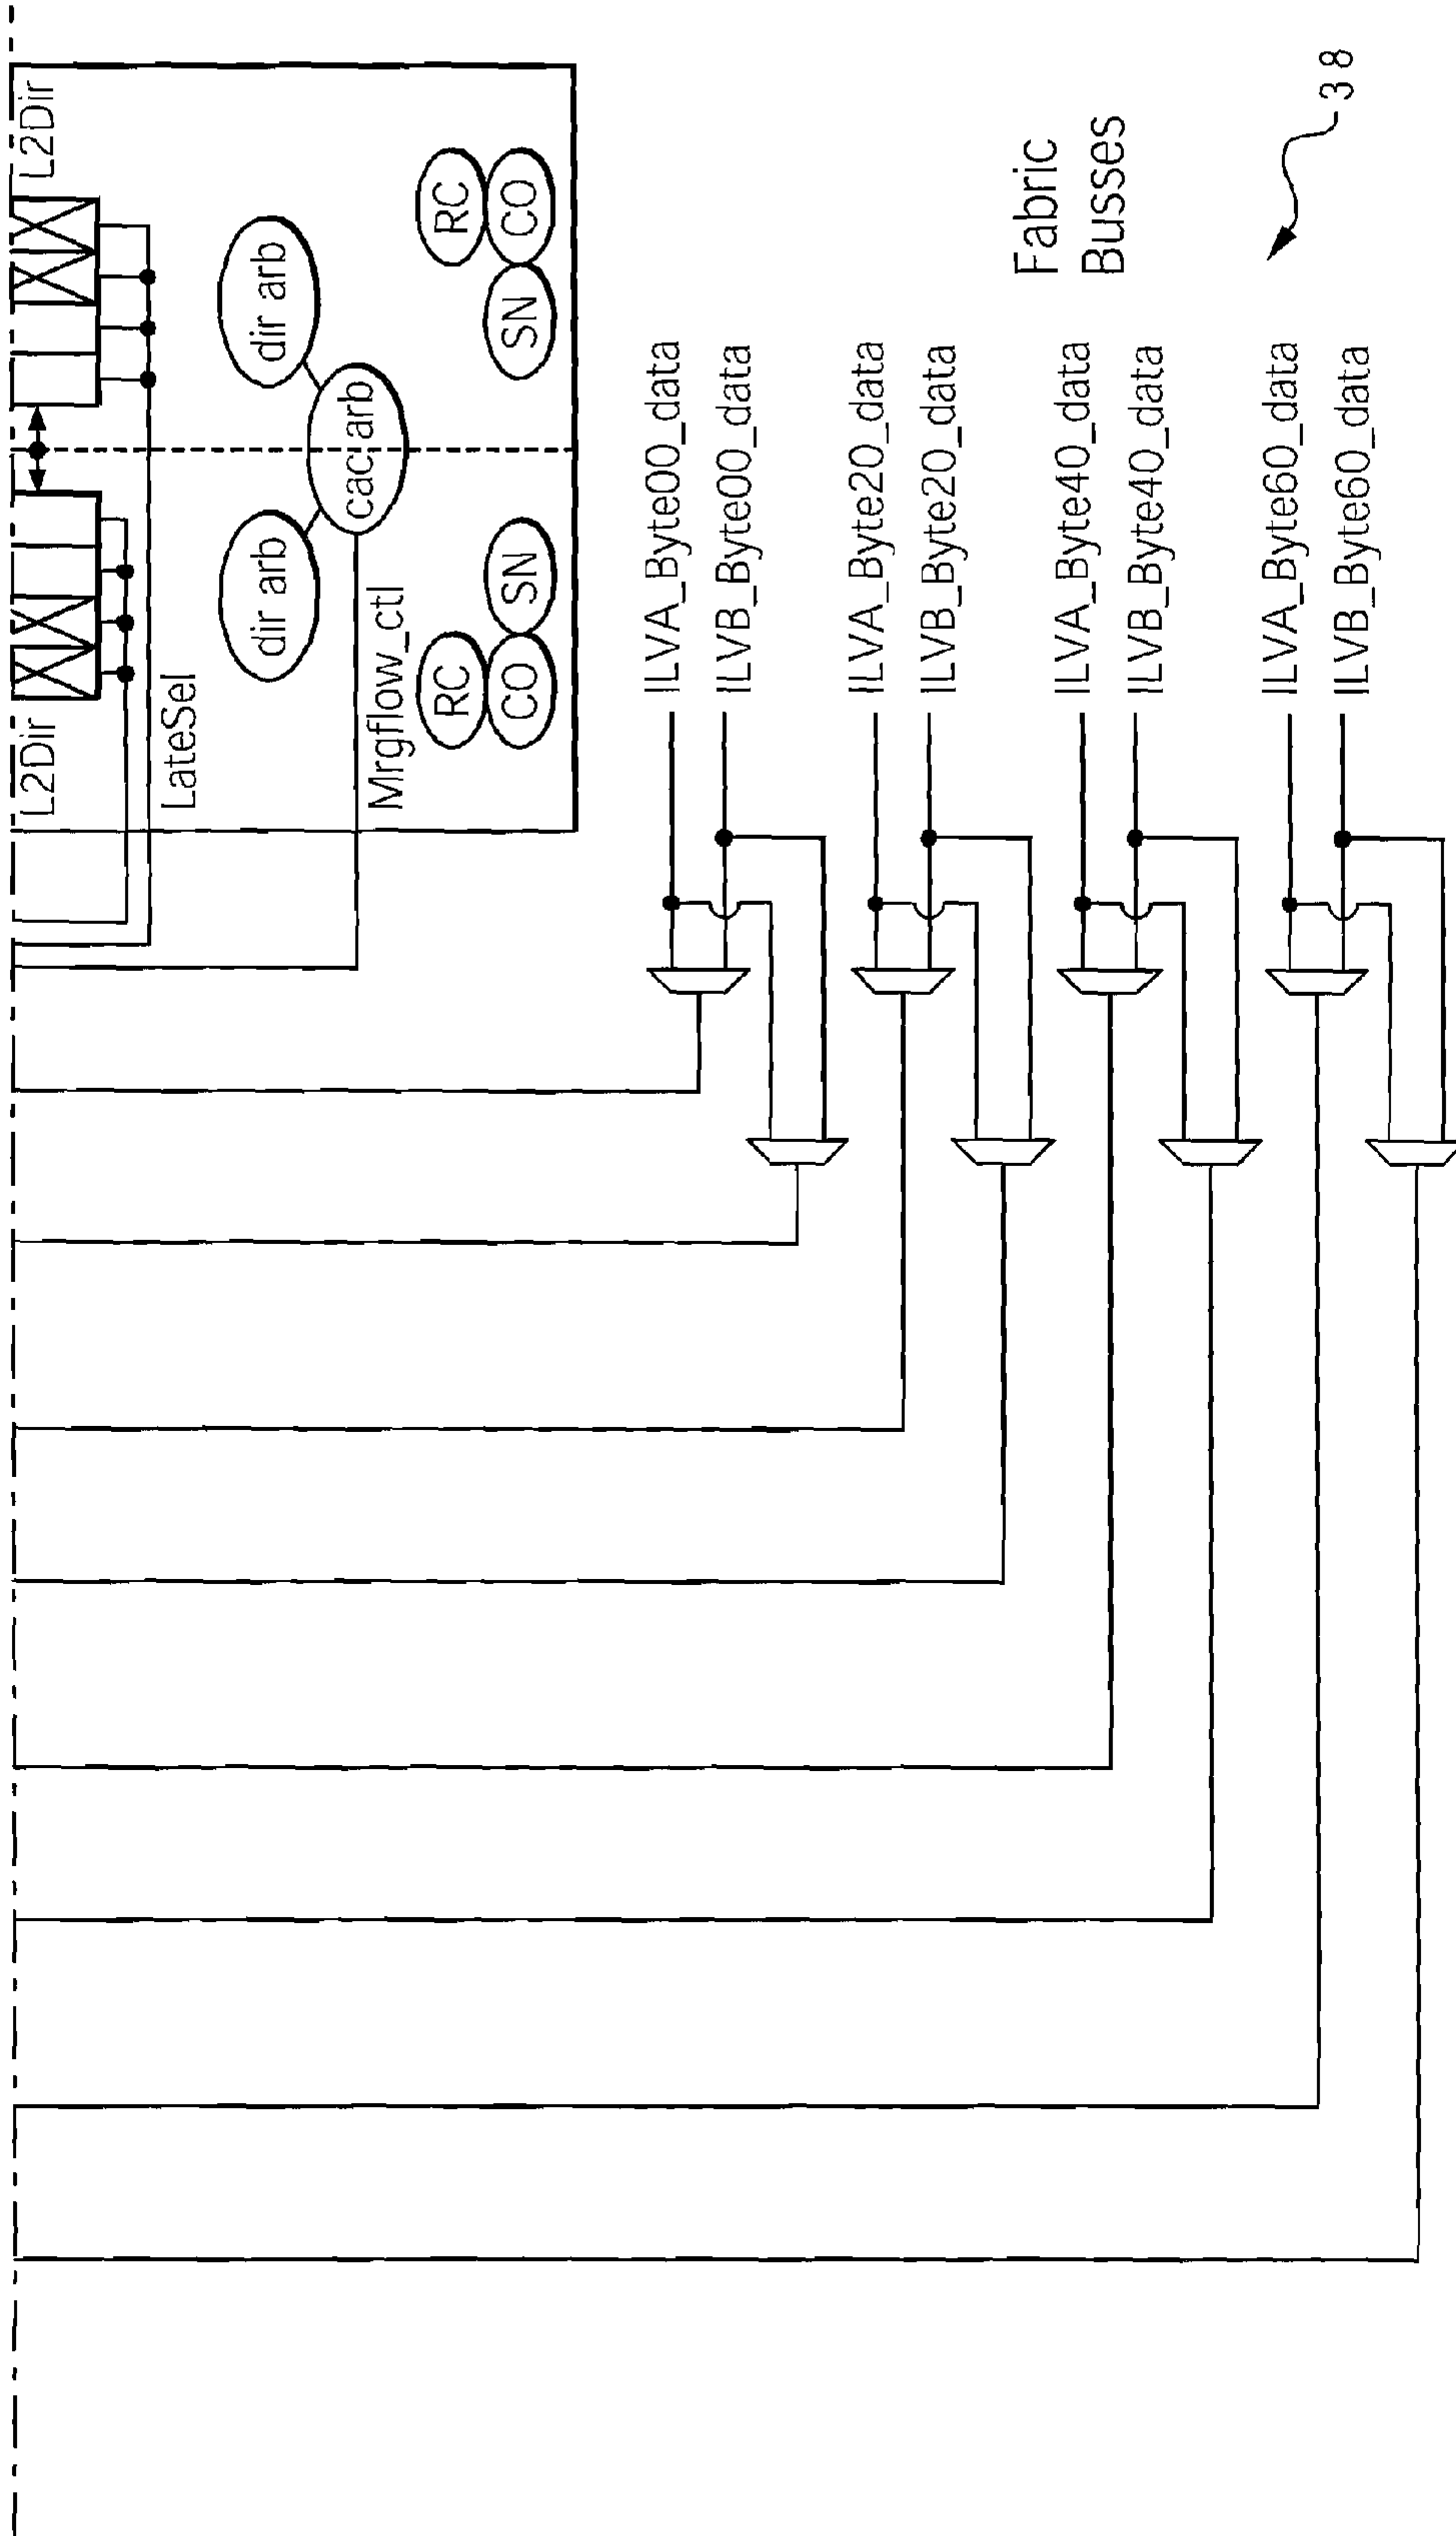 L2Dir
L2Dir
LateSel
dir arb
dir arb
cac arb
Mrgflow_ctl
RC
RC
CO
SN
SN
CO
ILVA_Byte00_data
ILVB_Byte00_data
ILVA_Byte20_data
ILVB_Byte20_data
ILVA_Byte40_data
ILVB_Byte40_data
ILVA_Byte60_data
ILVB_Byte60_data
Fabric
Busses
38